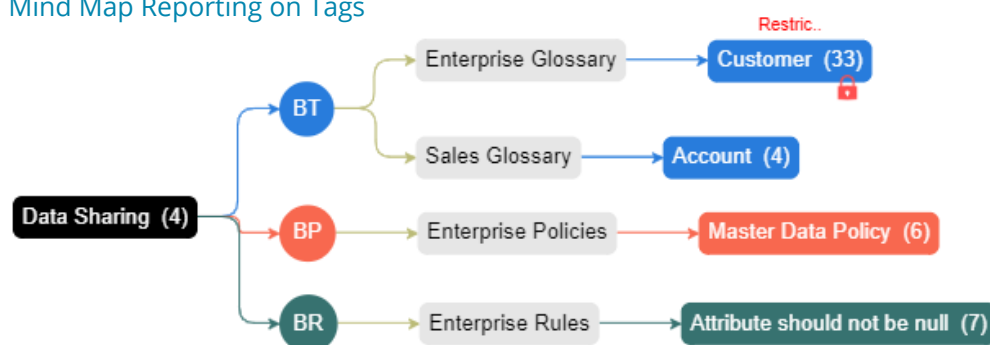 Mind Map Reporting on Tags
Restric..
Enterprise Glossary
Customer (33)
BT
Sales Glossary
Account (4)
Data Sharing (4)
BP
Enterprise Policies
Master Data Policy (6)
BR
Enterprise Rules
Attribute should not be null (7)